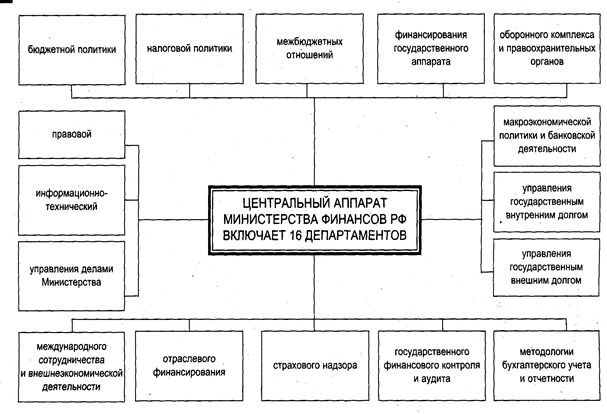 бюджетной политики
налоговой политики
межбюджетных
отношений
финансирования
государственного
аппарата
оборонного комплекса
и правоохранительных
органов
правовой
информационно-
технический
управления делами
Министерства
ЦЕНТРАЛЬНЫЙ АППАРАТ
МИНИСТЕРСТВА ФИНАНСОВ РФ
ВКЛЮЧАЕТ 16 ДЕПАРТАМЕНТОВ
макроэкономической
политики и банковской
деятельности
управления
государственным
внутренним долгом
управления
государственным
внешним долгом
международного
сотрудничества
и внешнеэкономической
деятельности
отраслевого
финансирования
страхового надзора
государственного
финансового контроля
и аудита
методологии
бухгалтерского учета
и отчетности